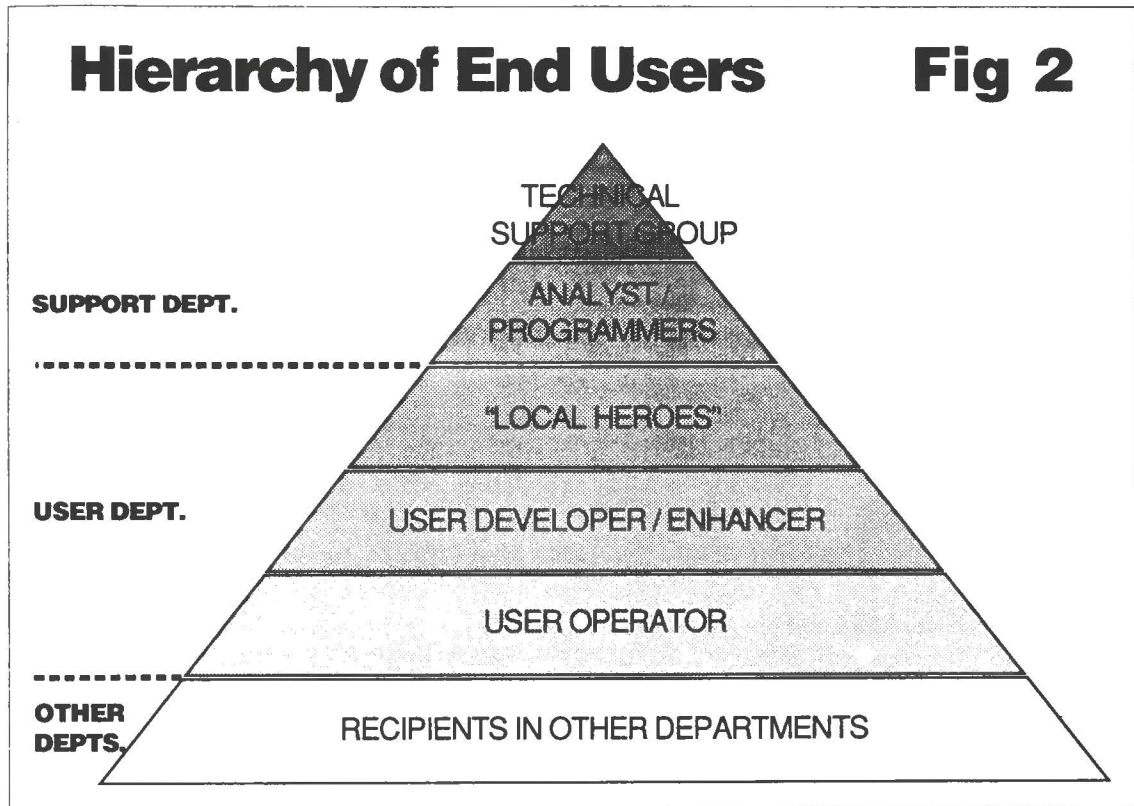 Hierarchy of End Users Fig 2
TECHNICAL
SUPPORT GROUP
SUPPORT DEPT.
ANALYST /
PROGRAMMERS
"LOCAL HEROES"
USER DEPT.
USER DEVELOPER / ENHANCER
USER OPERATOR
OTHER
DEPTS.
RECIPIENTS IN OTHER DEPARTMENTS